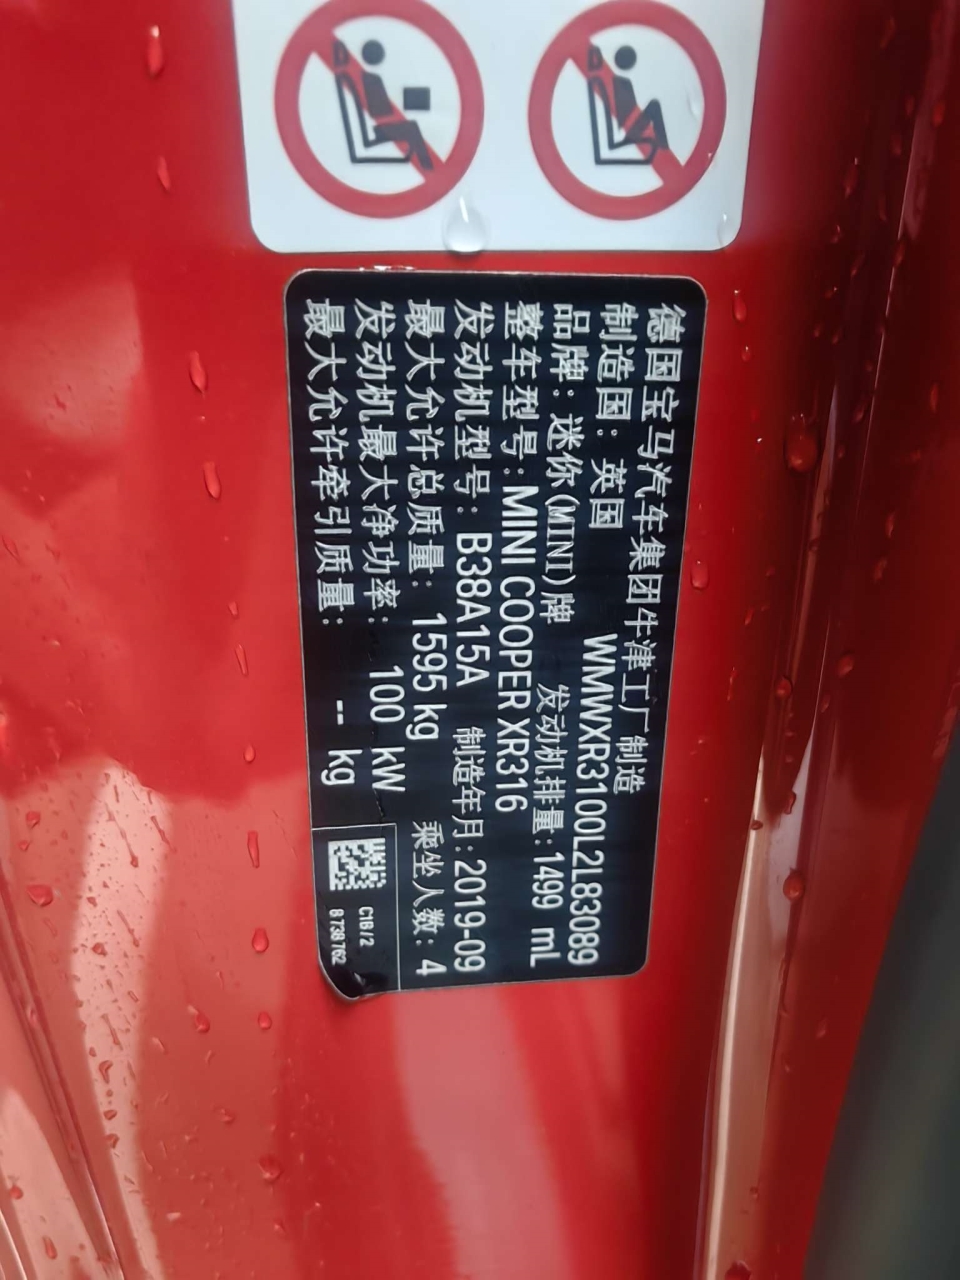 德国宝马汽车集团牛津工厂制造
制造国：英国 WMWXR3100L2L83089
品牌：迷你(MINI)牌 发动机排量：1499 mL
整车型号：MINI COOPER XR316
发动机型号：B38A15A 制造年月：2019-09
最大允许总质量：1595 kg 乘坐人数：4
发动机最大净功率：100 kW
最大允许牵引质量：-- kg
C16/2
8 738 762